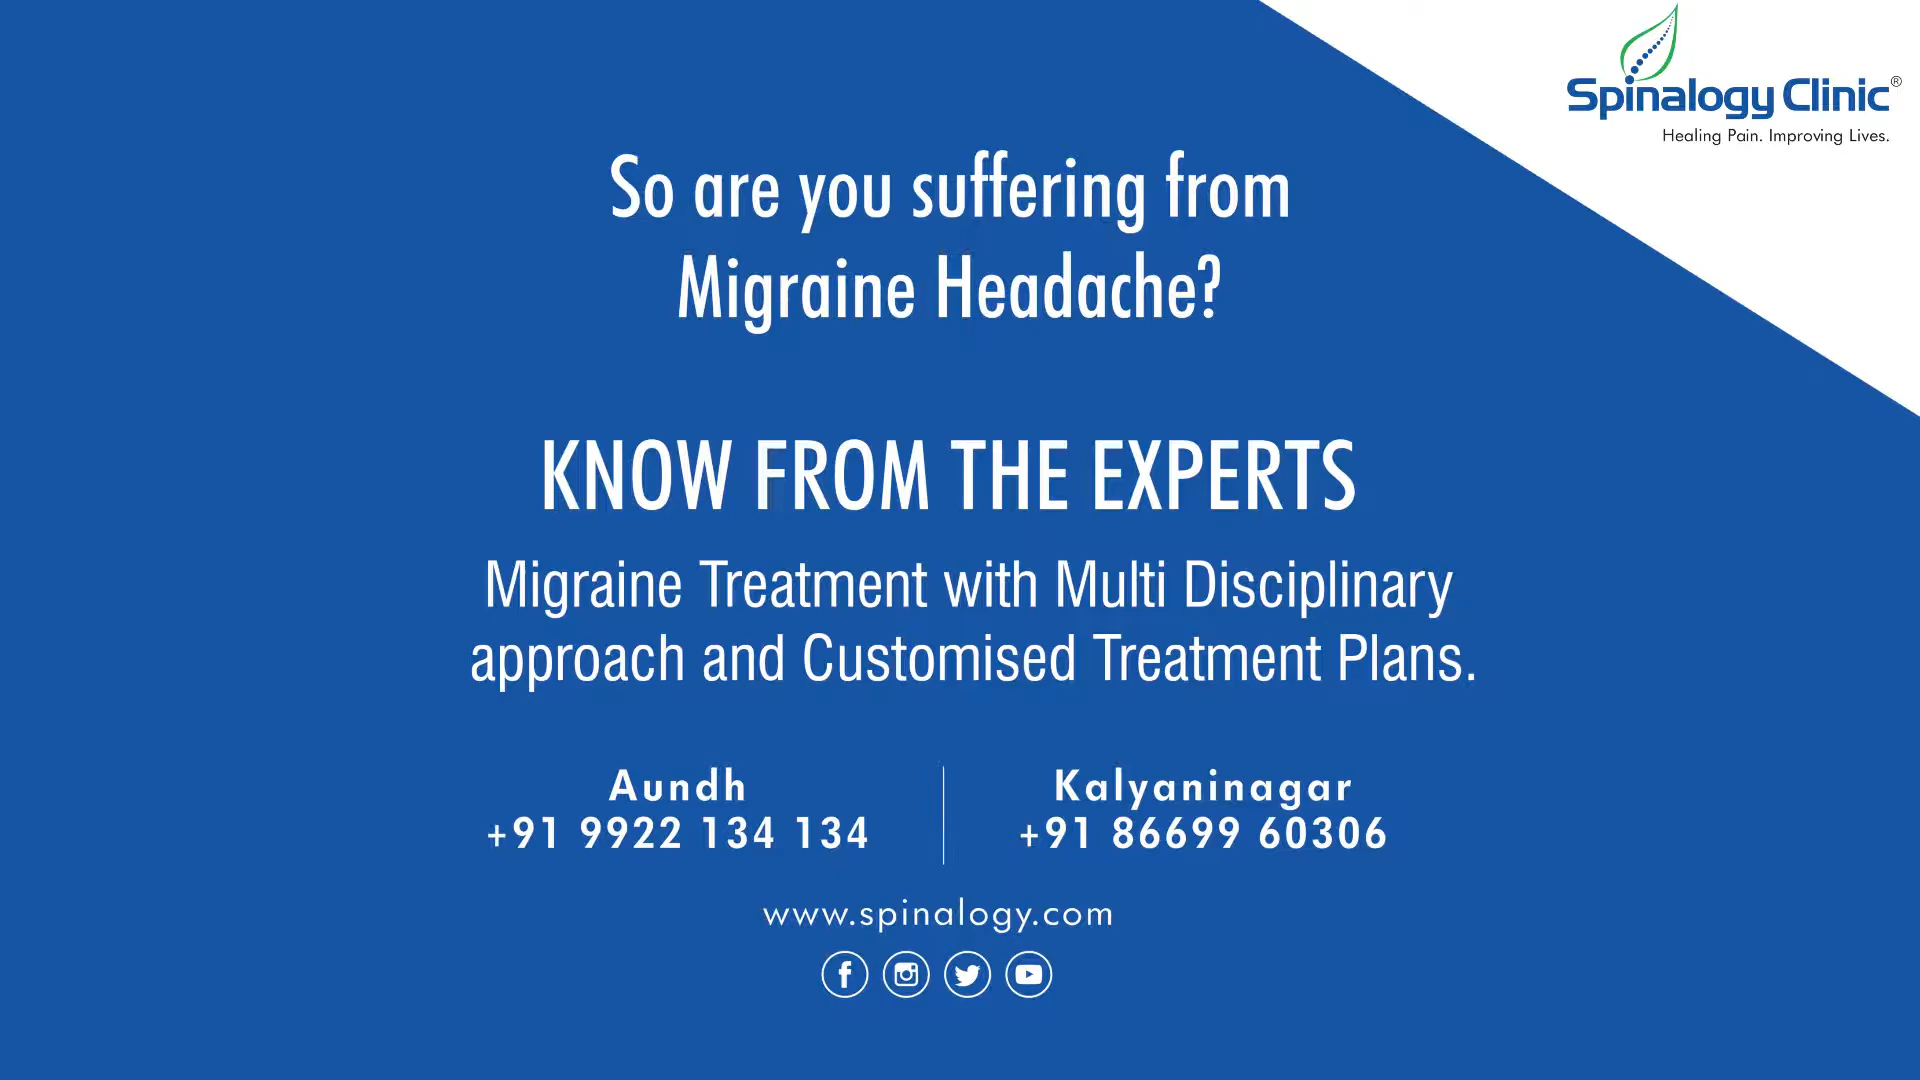 Spinalogy Clinic®
Healing Pain. Improving Lives.
So are you suffering from
Migraine Headache?
KNOW FROM THE EXPERTS
Migraine Treatment with Multi Disciplinary
approach and Customised Treatment Plans.
Aundh
+91 9922 134 134
Kalyaninagar
+91 86699 60306
www.spinalogy.com